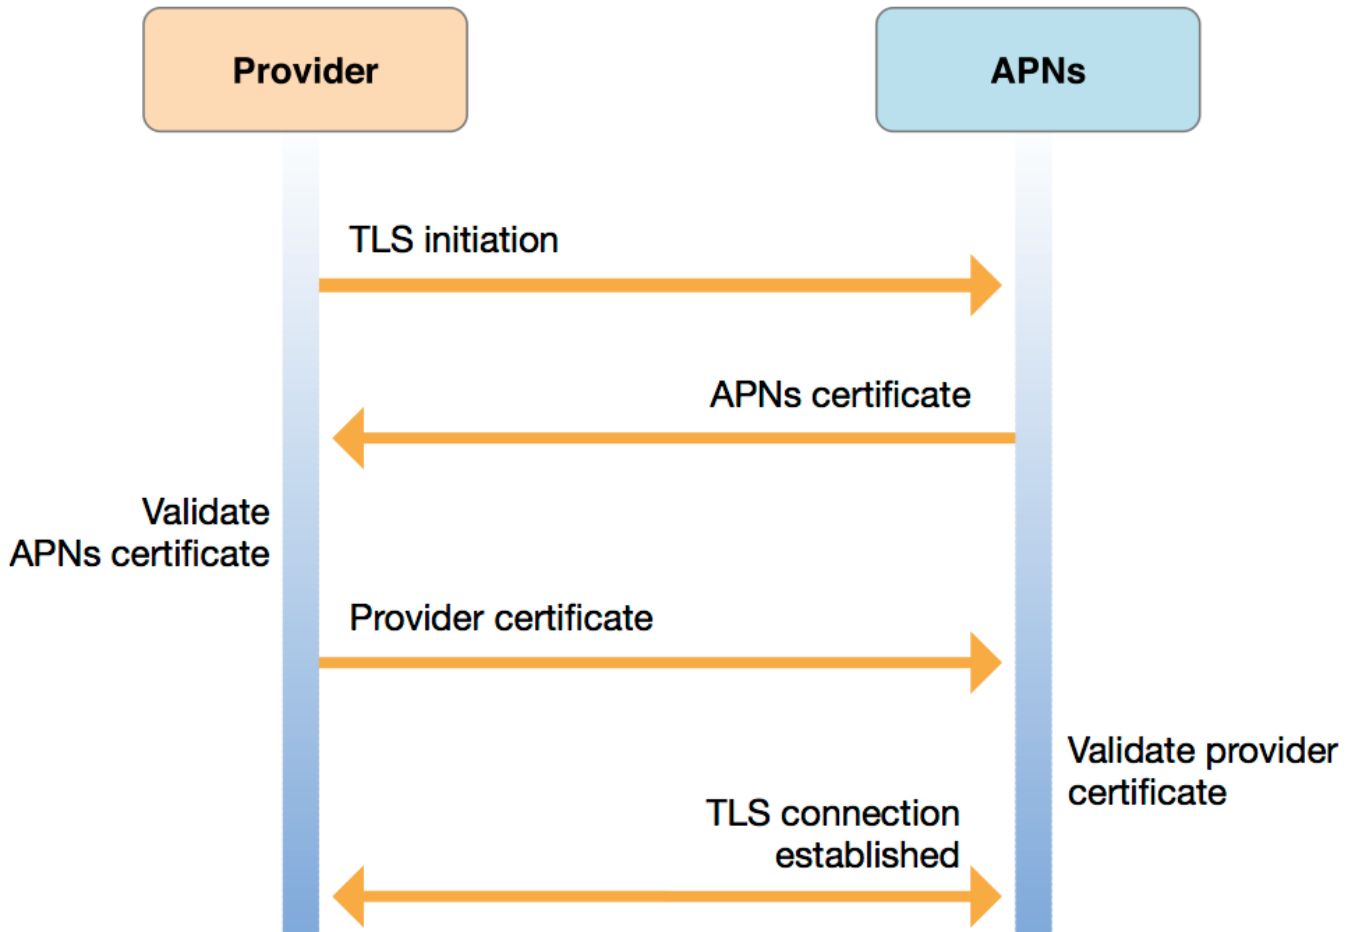 Provider
APNs
TLS initiation
APNs certificate
Validate
APNs certificate
Provider certificate
Validate provider
certificate
TLS connection
established